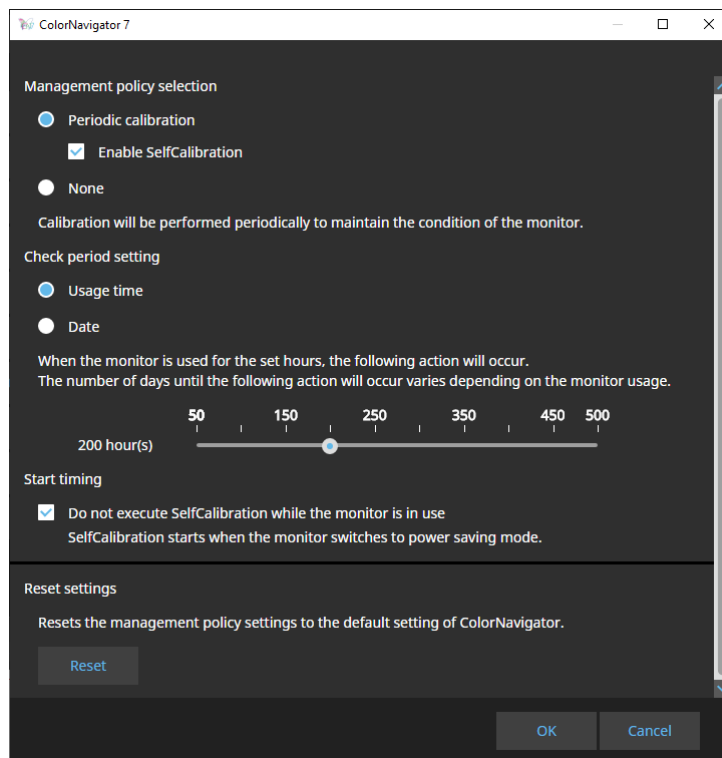 ColorNavigator 7
Management policy selection
Periodic calibration
Enable SelfCalibration
None
Calibration will be performed periodically to maintain the condition of the monitor.
Check period setting
Usage time
Date
When the monitor is used for the set hours, the following action will occur.
The number of days until the following action will occur varies depending on the monitor usage.
50 150 250 350 450 500
200 hour(s)
Start timing
Do not execute SelfCalibration while the monitor is in use
SelfCalibration starts when the monitor switches to power saving mode.
Reset settings
Resets the management policy settings to the default setting of ColorNavigator.
Reset
OK Cancel